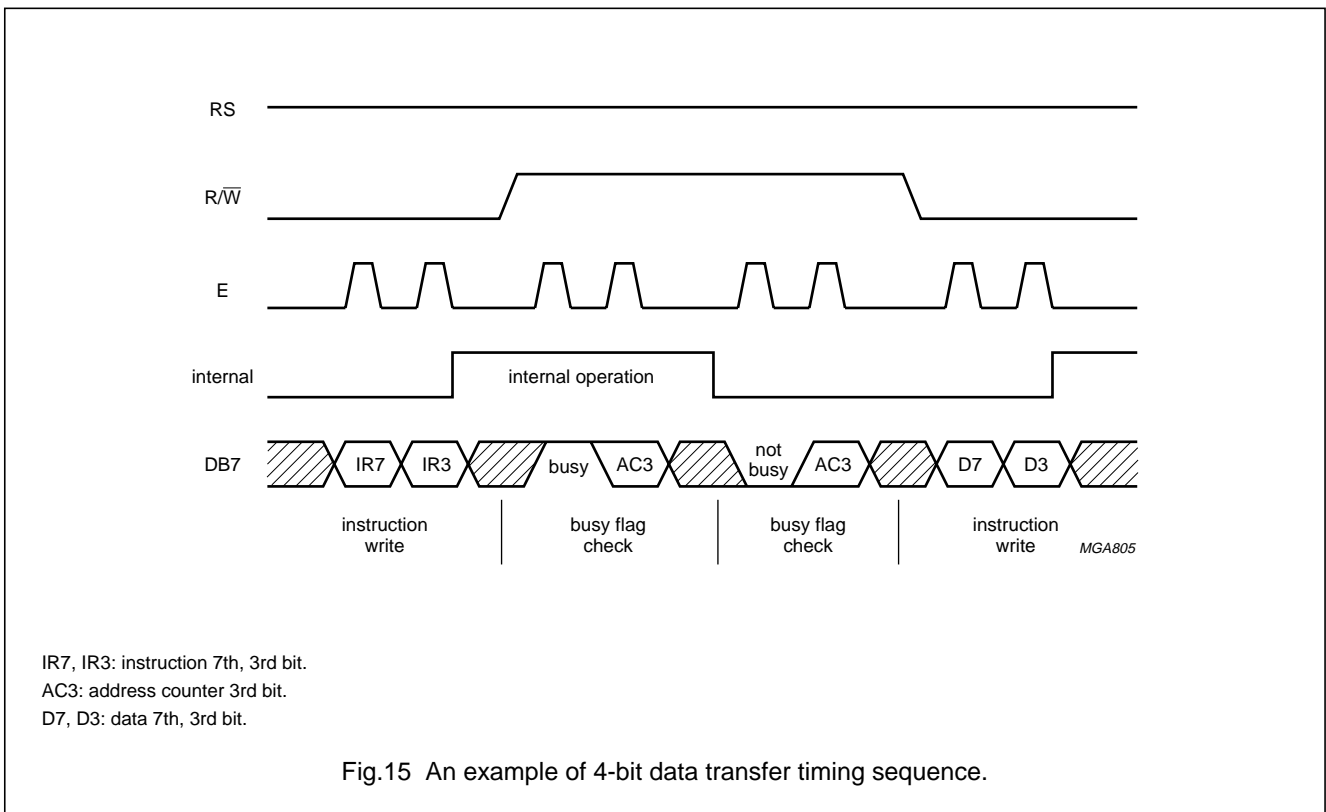 RS
R/W̅
E
internal
internal operation
DB7
IR7 IR3 busy AC3 not busy AC3 D7 D3
instruction write
busy flag check
busy flag check
instruction write
MGA805
IR7, IR3: instruction 7th, 3rd bit.
AC3: address counter 3rd bit.
D7, D3: data 7th, 3rd bit.
Fig.15 An example of 4-bit data transfer timing sequence.